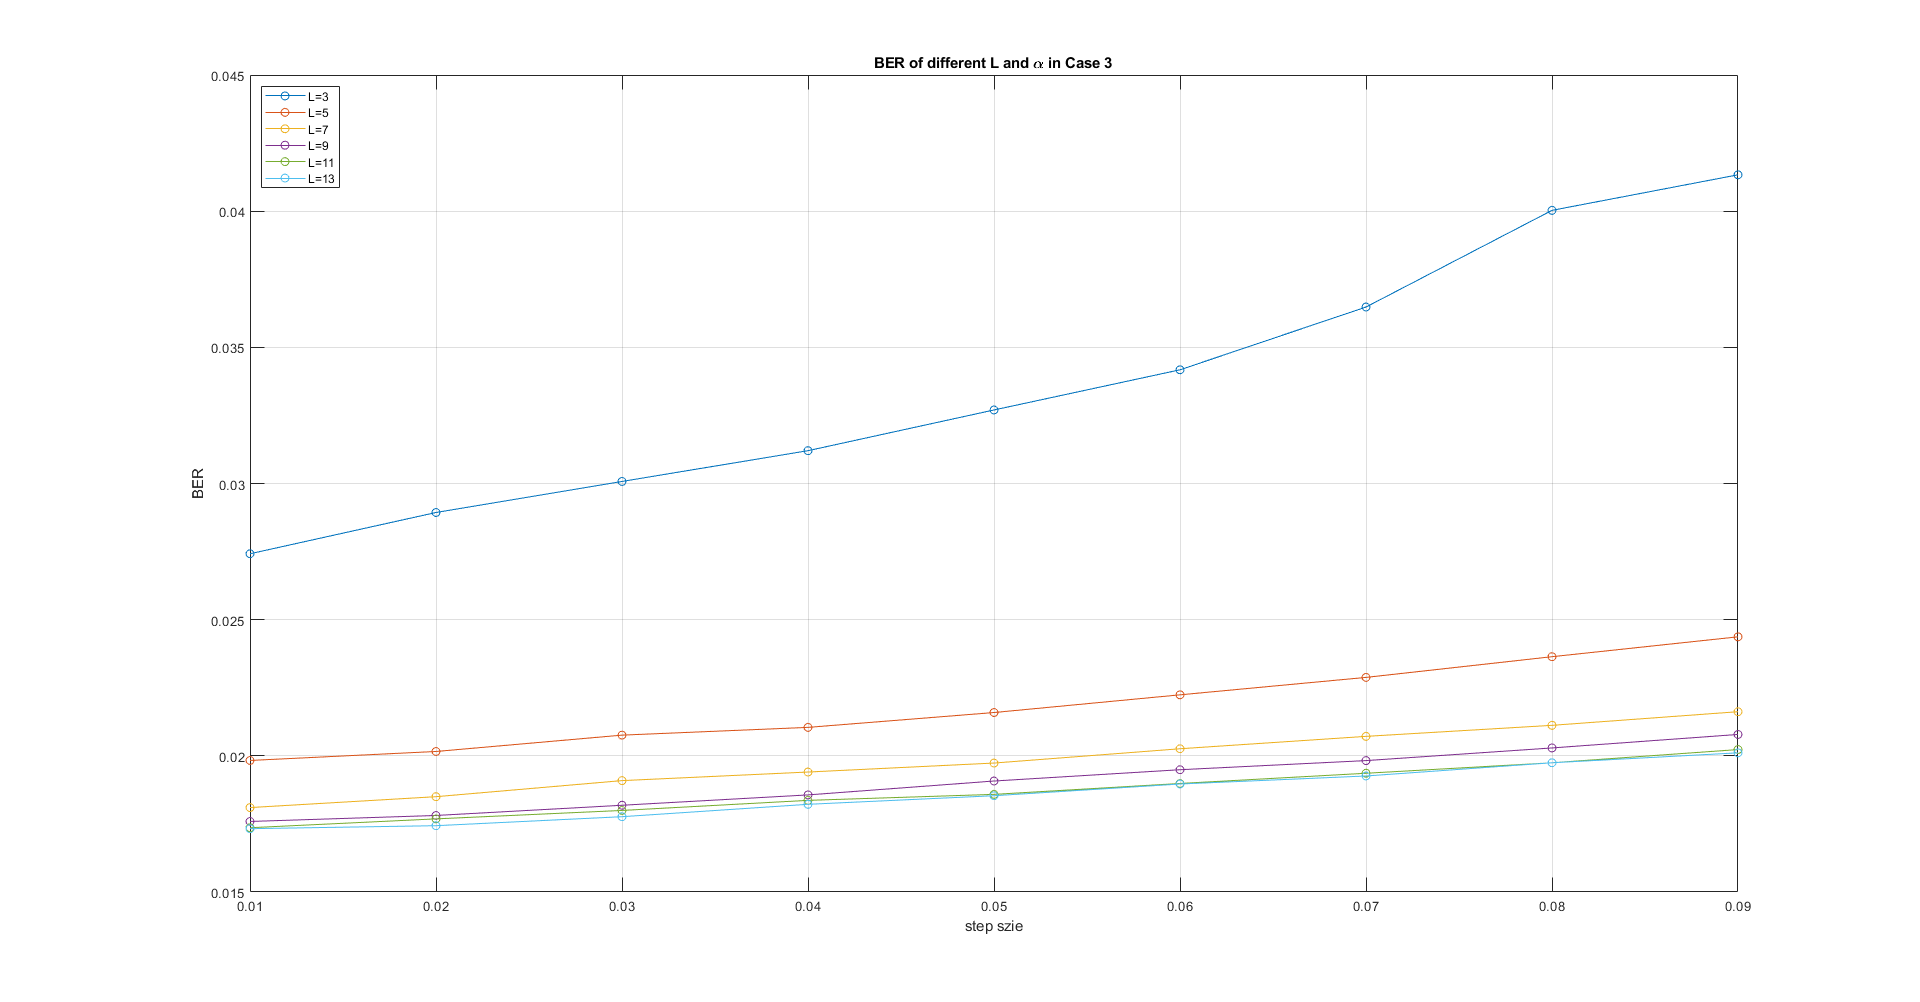 BER of different L and α in Case 3
0.045
0.04
0.035
0.03
0.025
0.02
0.015
BER
L=3
L=5
L=7
L=9
L=11
L=13
0.01 0.02 0.03 0.04 0.05 0.06 0.07 0.08 0.09
step szie